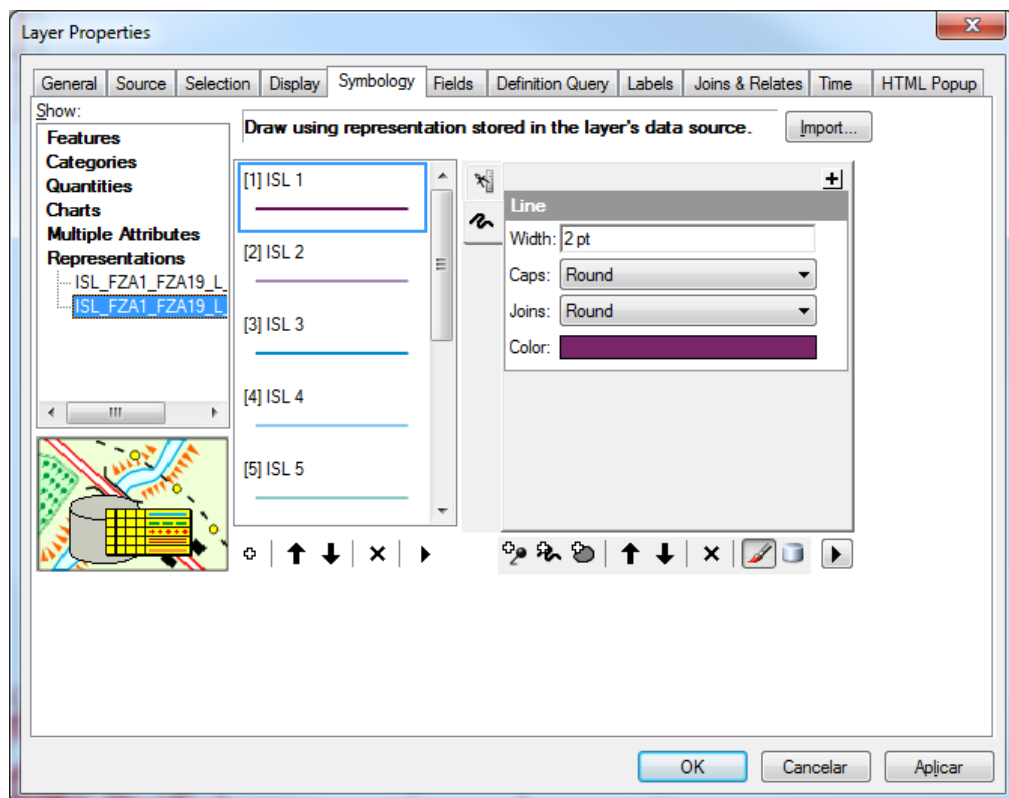 Layer Properties
General Source Selection Display Symbology Fields Definition Query Labels Joins & Relates Time HTML Popup
Show:
Features
Categories
Quantities
Charts
Multiple Attributes
Representations
ISL_FZA1_FZA19_L_
ISL_FZA1_FZA19_L
Draw using representation stored in the layer's data source.
Import...
[1] ISL 1
[2] ISL 2
[3] ISL 3
[4] ISL 4
[5] ISL 5
Line
Width: 2 pt
Caps: Round
Joins: Round
Color:
OK Cancelar Aplicar